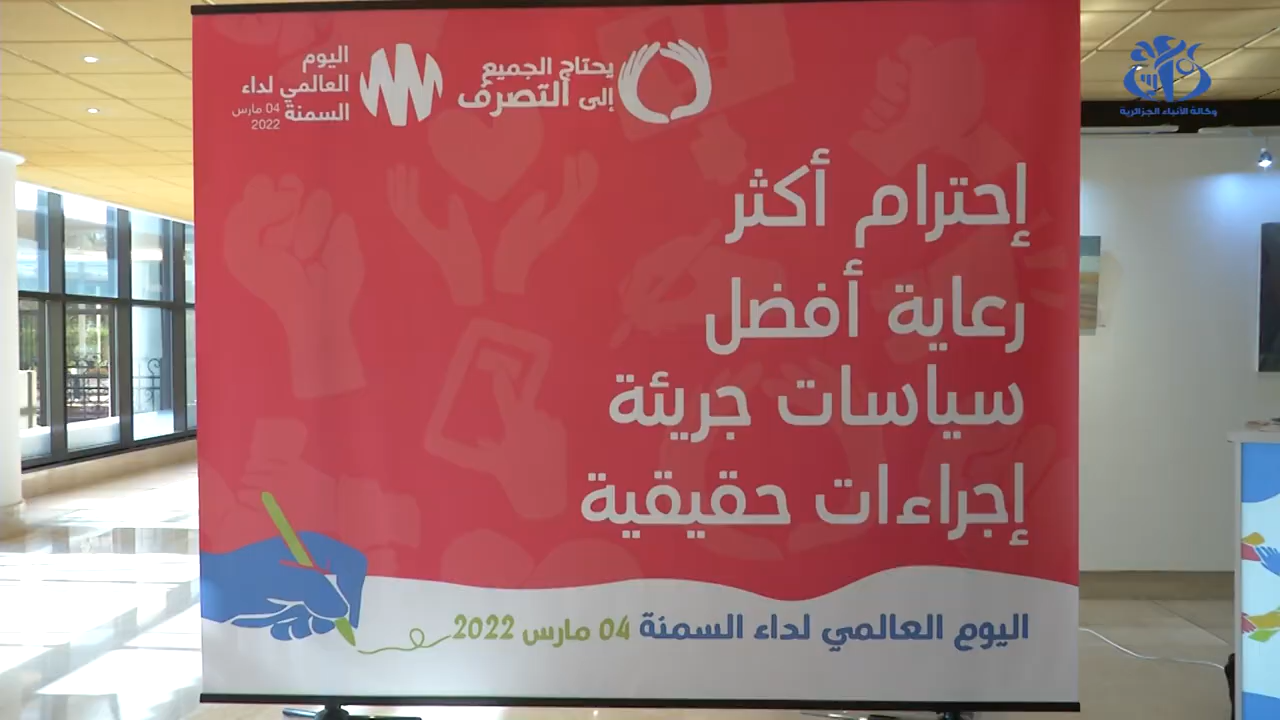 وكالة الأنباء الجزائرية
يحتاج الجميع
إلى التصرف
اليوم
العالمي لداء
السمنة 04 مارس
2022
إحترام أكثر
رعاية أفضل
سياسات جريئة
إجراءات حقيقية
اليوم العالمي لداء السمنة 04 مارس 2022